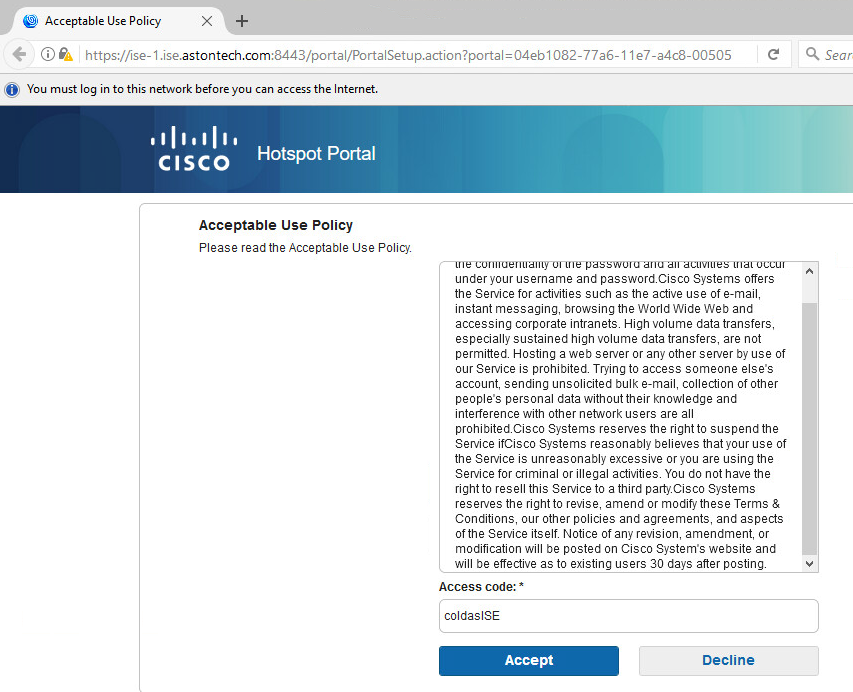 Acceptable Use Policy
https://ise-1.ise.astontech.com:8443/portal/PortalSetup.action?portal=04eb1082-77a6-11e7-a4c8-00505
Sear
You must log in to this network before you can access the Internet.
CISCO
Hotspot Portal
Acceptable Use Policy
Please read the Acceptable Use Policy.
the confidentiality of the password and all activities that occur
under your username and password.Cisco Systems offers
the Service for activities such as the active use of e-mail,
instant messaging, browsing the World Wide Web and
accessing corporate intranets. High volume data transfers,
especially sustained high volume data transfers, are not
permitted. Hosting a web server or any other server by use of
our Service is prohibited. Trying to access someone else's
account, sending unsolicited bulk e-mail, collection of other
people's personal data without their knowledge and
interference with other network users are all
prohibited.Cisco Systems reserves the right to suspend the
Service ifCisco Systems reasonably believes that your use of
the Service is unreasonably excessive or you are using the
Service for criminal or illegal activities. You do not have the
right to resell this Service to a third party.Cisco Systems
reserves the right to revise, amend or modify these Terms &
Conditions, our other policies and agreements, and aspects
of the Service itself. Notice of any revision, amendment, or
modification will be posted on Cisco System's website and
will be effective as to existing users 30 days after posting.
Access code: *
coldasISE
Accept
Decline